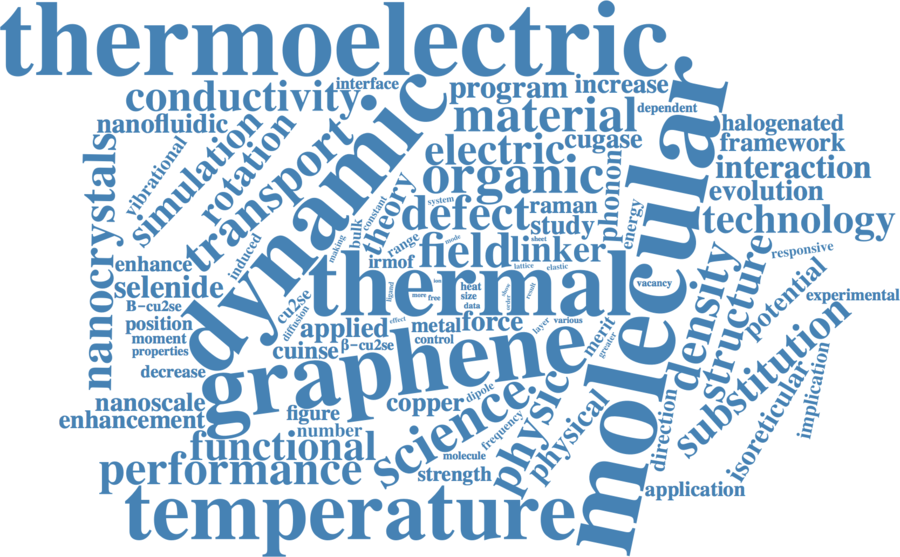 thermoelectric
interface
conductivity
program
increase
dependent
material
nanofluidic
halogenated
framework
cugase
electric
vibrational
simulation
rotation
transport
dynamic
molecular
interaction
evolution
organic
phonon
nanocrystals
theory
constant
system
defect
raman
study
technology
energy
bulk
range
mode
sheet
making
induced
field
linker
responsive
enhance
irmof
lattice
elastic
thermal
selenide
vacancy
potential
experimental
density
structure
cu2se
diffusion
ligand
heat
size
data
more
free
order
show
result
B-cu2se
position
moment
properties
applied
effect
metal
force
control
layer
various
merit
greater
cuinse
β-cu2se
decrease
graphene
substitution
nanoscale
enhancement
copper
dipole
science
physic
physical
direction
isoreticular
implication
figure
number
frequency
functional
performance
molecule
strength
application
temperature